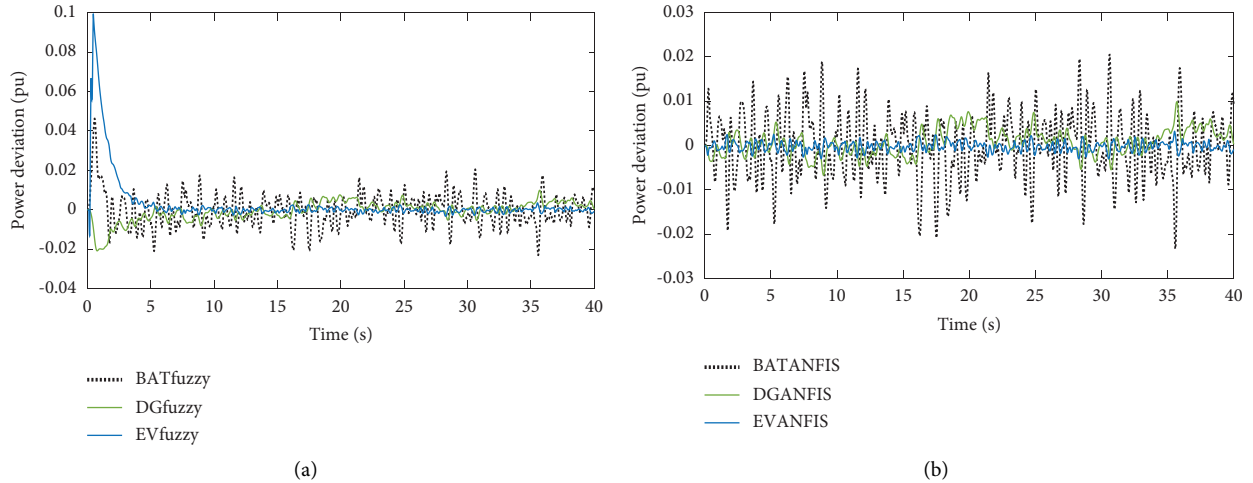 0.1
0.08
0.06
0.04
0.02
0
-0.02
-0.04
Power deviation (pu)
0 5 10 15 20 25 30 35 40
Time (s)
BATfuzzy
DGfuzzy
EVfuzzy
(a)
0.03
0.02
0.01
0
-0.01
-0.02
-0.03
Power deviation (pu)
0 5 10 15 20 25 30 35 40
Time (s)
BATANFIS
DGANFIS
EVANFIS
(b)